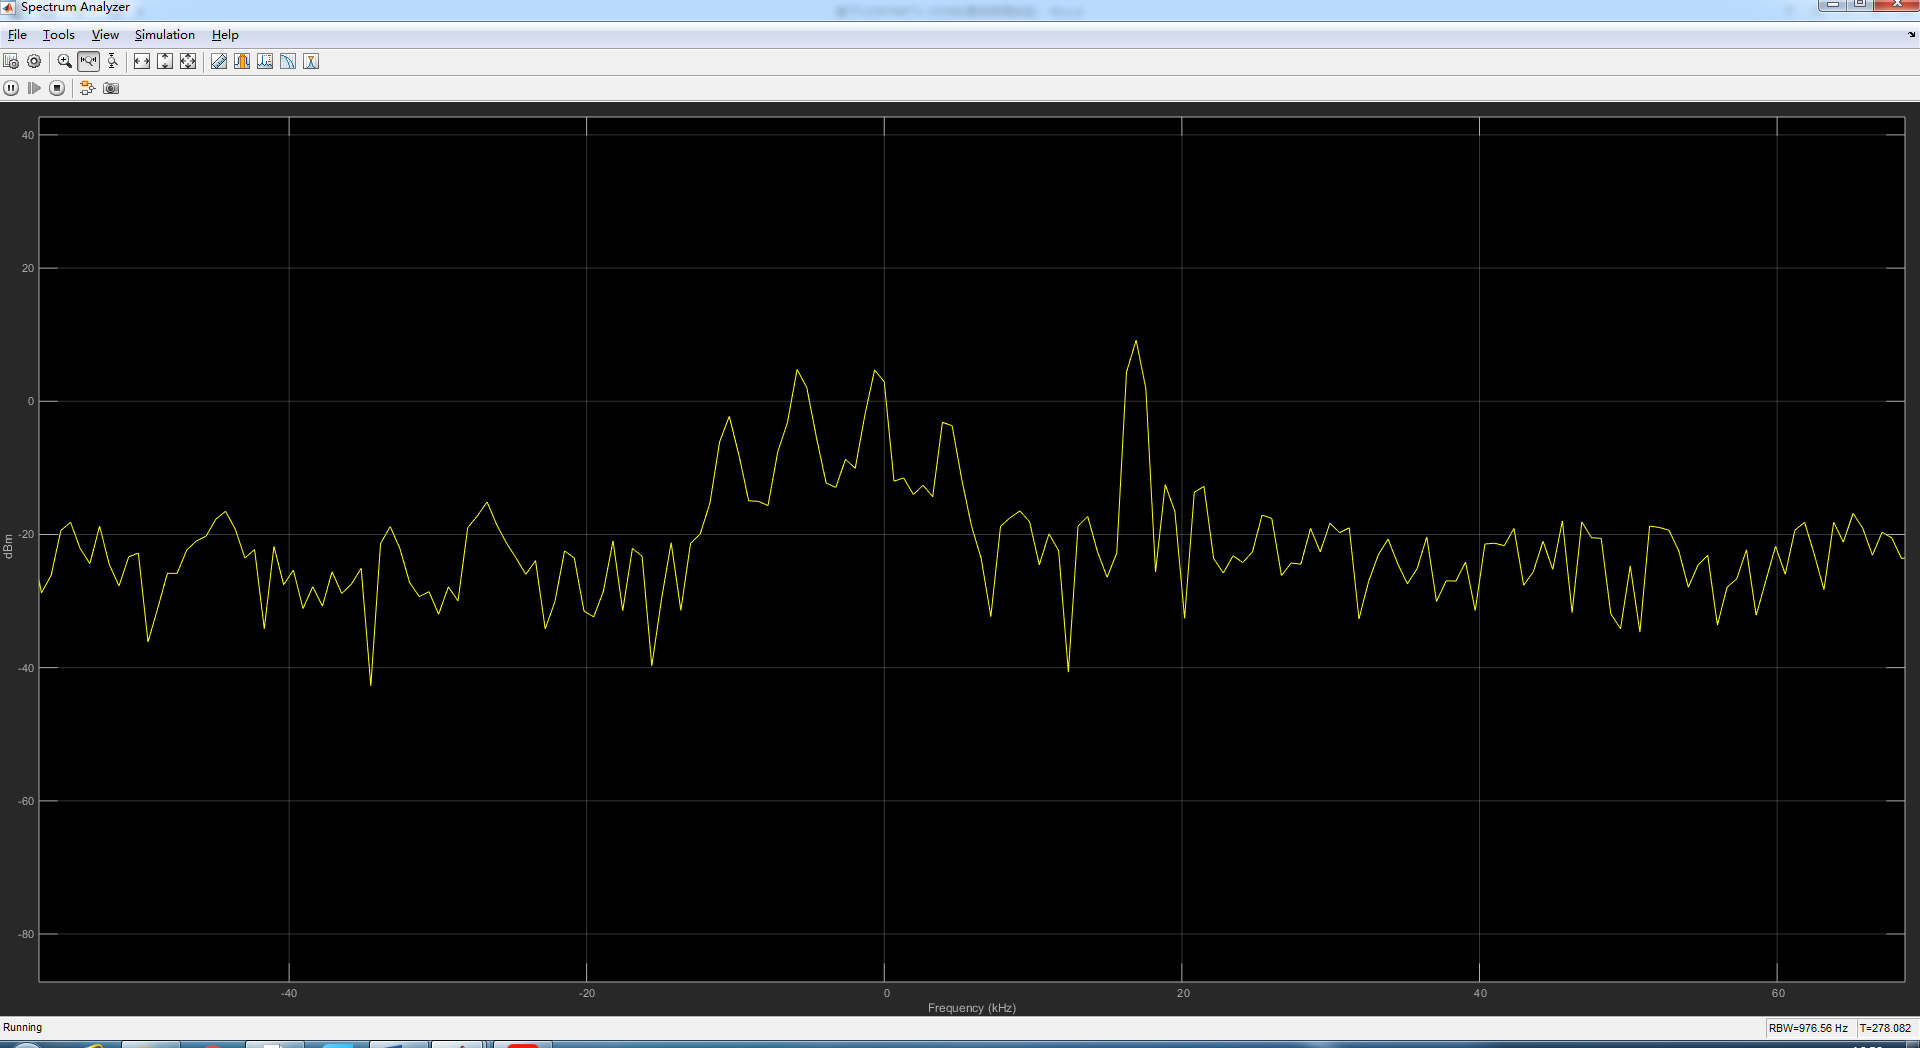 Spectrum Analyzer
File Tools View Simulation Help
40
20
0
-20
-40
-60
-80
dBm
-40 -20 0 20 40 60
Frequency (kHz)
Running
RBW=976.56 Hz T=278.082